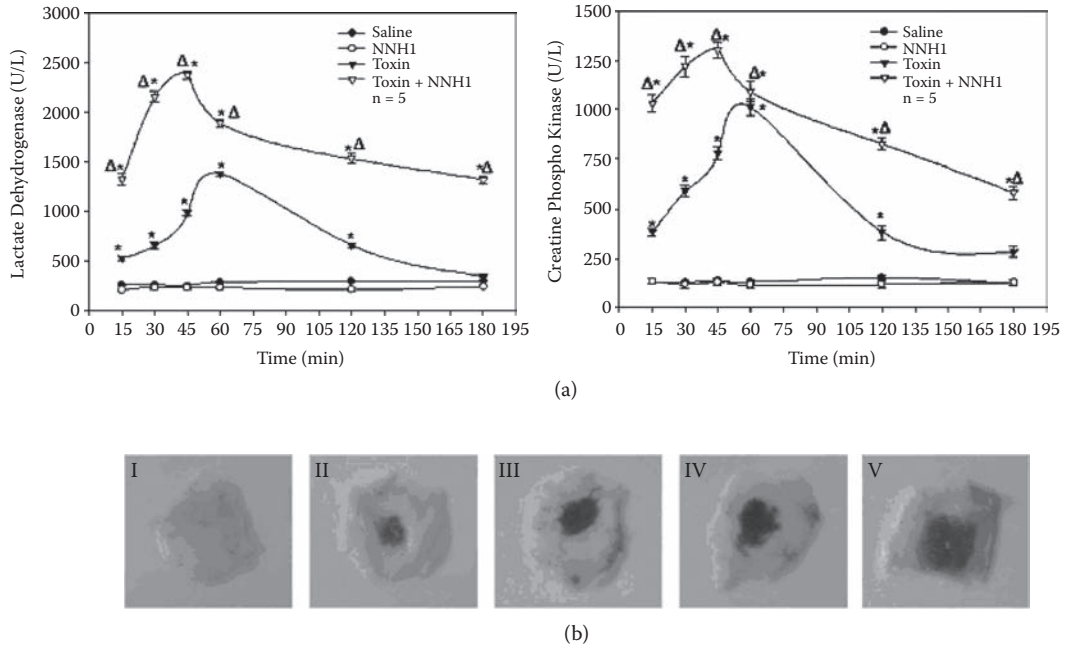 Lactate Dehydrogenase (U/L)
3000
2500
2000
1500
1000
500
0
Saline
NNH1
Toxin
Toxin + NNH1
n = 5
Δ*
Δ*
Δ*
*Δ
*Δ
*Δ
*
*
*
*
*
0 15 30 45 60 75 90 105 120 135 150 165 180 195
Time (min)
Creatine Phospho Kinase (U/L)
1500
1250
1000
750
500
250
0
Saline
NNH1
Toxin
Toxin + NNH1
n = 5
Δ*
Δ*
Δ*
Δ*
*Δ
*Δ
*
*
*
*
*
0 15 30 45 60 75 90 105 120 135 150 165 180 195
Time (min)
(a)
I II III IV V
(b)